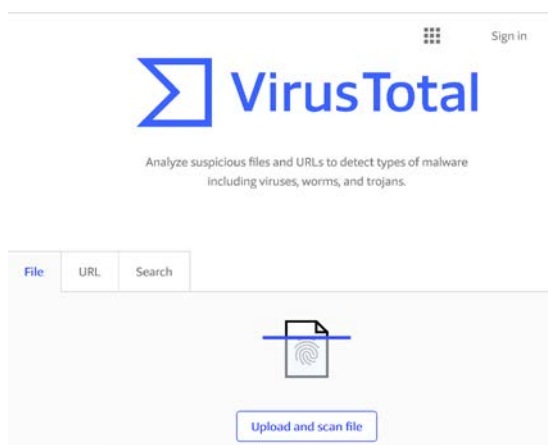 Sign in
VirusTotal
Analyze suspicious files and URLs to detect types of malware
including viruses, worms, and trojans.
File URL Search
Upload and scan file